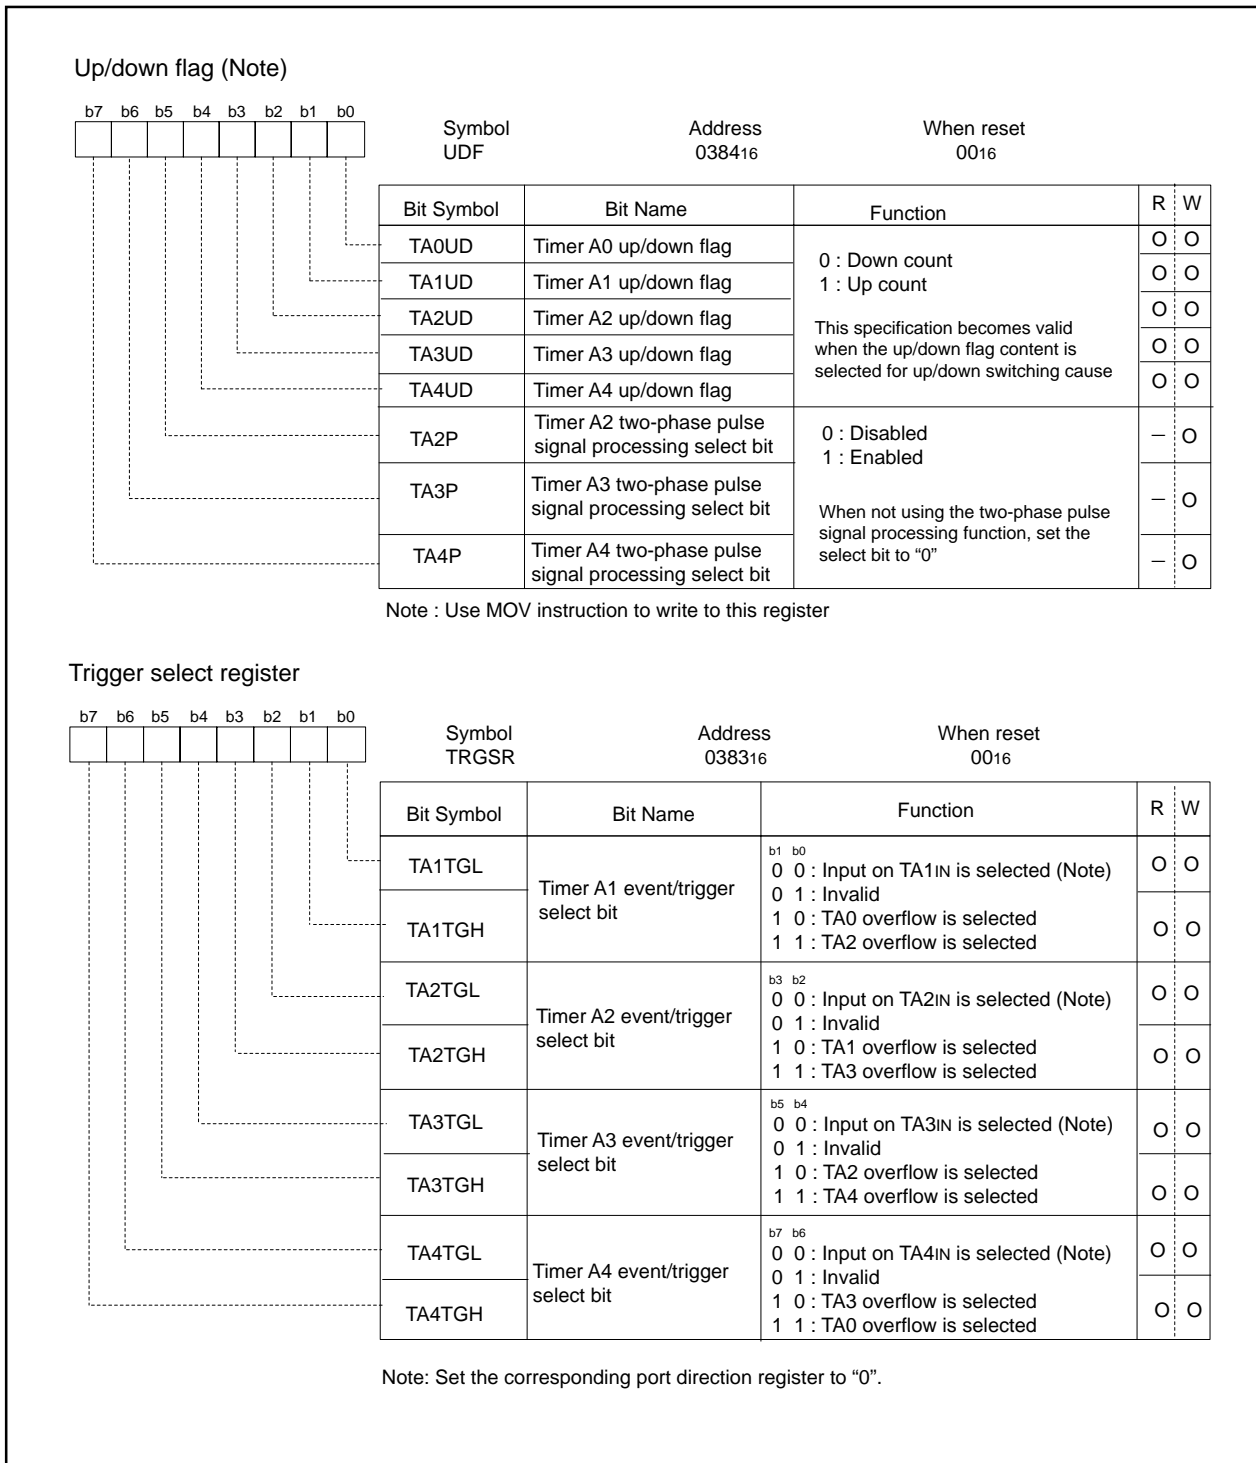 Up/down flag (Note)
b7 b6 b5 b4 b3 b2 b1 b0
Symbol Address When reset
UDF 038416 0016
Bit Symbol Bit Name Function R W
TA0UD Timer A0 up/down flag O O
0 : Down count
1 : Up count
TA1UD Timer A1 up/down flag O O
TA2UD Timer A2 up/down flag O O
This specification becomes valid
when the up/down flag content is
selected for up/down switching cause
TA3UD Timer A3 up/down flag O O
TA4UD Timer A4 up/down flag O O
TA2P Timer A2 two-phase pulse
signal processing select bit
0 : Disabled
1 : Enabled
– O
TA3P Timer A3 two-phase pulse
signal processing select bit
When not using the two-phase pulse
signal processing function, set the
select bit to “0”
– O
TA4P Timer A4 two-phase pulse
signal processing select bit
– O
Note : Use MOV instruction to write to this register
Trigger select register
b7 b6 b5 b4 b3 b2 b1 b0
Symbol Address When reset
TRGSR 038316 0016
Bit Symbol Bit Name Function R W
TA1TGL O O
TA1TGH O O
Timer A1 event/trigger
select bit
b1 b0
0 0 : Input on TA1IN is selected (Note)
0 1 : Invalid
1 0 : TA0 overflow is selected
1 1 : TA2 overflow is selected
TA2TGL O O
TA2TGH O O
Timer A2 event/trigger
select bit
b3 b2
0 0 : Input on TA2IN is selected (Note)
0 1 : Invalid
1 0 : TA1 overflow is selected
1 1 : TA3 overflow is selected
TA3TGL O O
TA3TGH O O
Timer A3 event/trigger
select bit
b5 b4
0 0 : Input on TA3IN is selected (Note)
0 1 : Invalid
1 0 : TA2 overflow is selected
1 1 : TA4 overflow is selected
TA4TGL O O
TA4TGH O O
Timer A4 event/trigger
select bit
b7 b6
0 0 : Input on TA4IN is selected (Note)
0 1 : Invalid
1 0 : TA3 overflow is selected
1 1 : TA0 overflow is selected
Note: Set the corresponding port direction register to “0”.